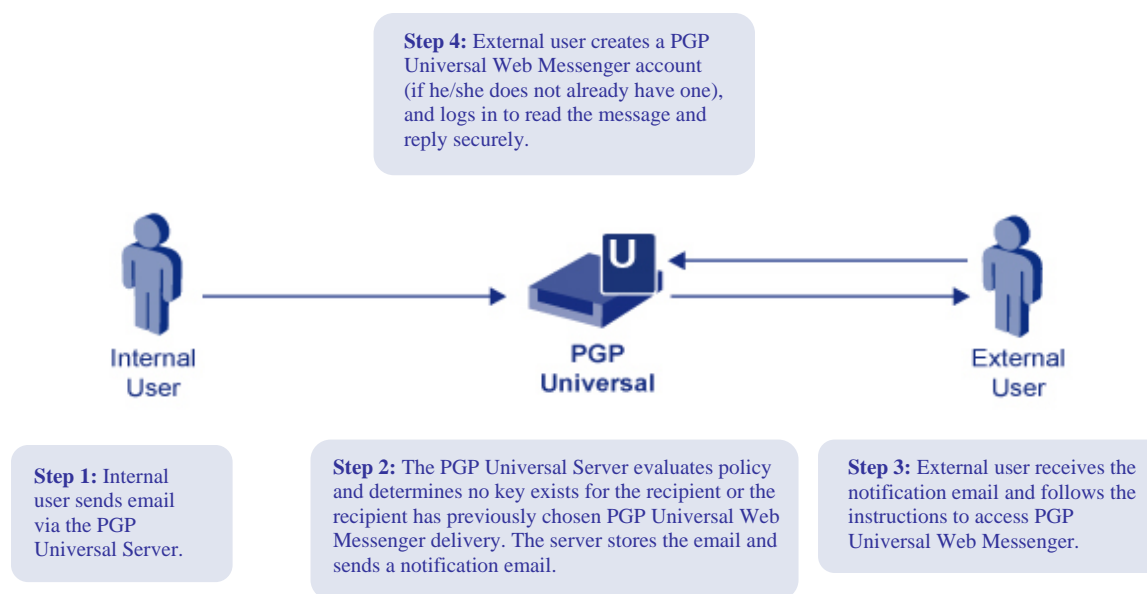 Step 4: External user creates a PGP
Universal Web Messenger account
(if he/she does not already have one),
and logs in to read the message and
reply securely.
U
Internal
User
PGP
Universal
External
User
Step 1: Internal
user sends email
via the PGP
Universal Server.
Step 2: The PGP Universal Server evaluates policy
and determines no key exists for the recipient or the
recipient has previously chosen PGP Universal Web
Messenger delivery. The server stores the email and
sends a notification email.
Step 3: External user receives the
notification email and follows the
instructions to access PGP
Universal Web Messenger.